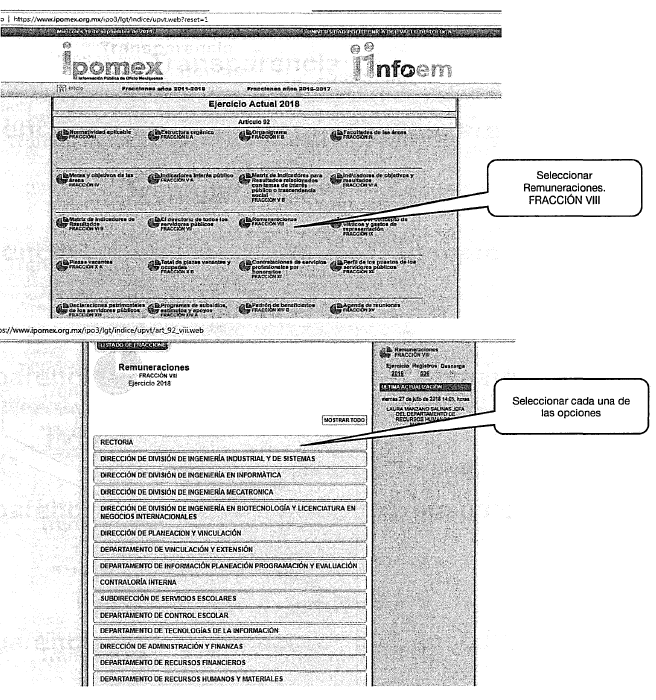 https://www.ipomex.org.mx/ipo3/lgt/indice/upvt.web?reset=1
ipomex
Información Pública de Oficio Mexiquense
infoem
Inicio Fracciones años 2011-2018 Fracciones años 2016-2017
Ejercicio Actual 2018
Artículo 92
Normatividad aplicable
FRACCIÓN I
Estructura orgánica
FRACCIÓN II A
Organigrama
FRACCIÓN II B
Facultades de las áreas
Metas y objetivos de las
áreas
FRACCIÓN IV
Indicadores interés público
FRACCIÓN V A
Matriz de Indicadores para
Resultados relacionados
con temas de interés
público o trascendencia
social
FRACCIÓN V B
Indicadores de objetivos y
resultados
FRACCIÓN VI A
Matriz de Indicadores de
Resultados
FRACCIÓN VI B
El directorio de todos los
servidores públicos
FRACCIÓN VII
Remuneraciones
FRACCIÓN VIII
concepto de
viáticos y gastos de
representación
FRACCIÓN IX
Plazas vacantes
FRACCIÓN X A
Total de plazas vacantes y
ocupadas
FRACCIÓN X B
Contrataciones de servicios
profesionales por
honorarios
FRACCIÓN XI
Perfil de los puestos de los
servidores públicos
Declaraciones patrimoniales
de los servidores públicos
Programas de subsidios,
estímulos y apoyos
Padrón de beneficiarios
Agenda de reuniones
Seleccionar
Remuneraciones.
FRACCIÓN VIII
ps://www.ipomex.org.mx/ipo3/lgt/indice/upvt/art_92_viii.web
LISTADO DE FRACCIONES
Remuneraciones
FRACCIÓN VIII
Ejercicio 2018
MOSTRAR TODO
Remuneraciones
FRACCIÓN VIII
Ejercicio Registros Descarga
ÚLTIMA ACTUALIZACIÓN
viernes 27 de julio de 2018 14:01, horas
LAURA MANZANO SALINAS JEFA
DEL DEPARTAMENTO DE
RECURSOS HUMANOS
Seleccionar cada una de
las opciones
RECTORIA
DIRECCIÓN DE DIVISIÓN DE INGENIERÍA INDUSTRIAL Y DE SISTEMAS
DIRECCIÓN DE DIVISIÓN DE INGENIERÍA EN INFORMÁTICA
DIRECCIÓN DE DIVISIÓN DE INGENIERÍA MECATRONICA
DIRECCIÓN DE DIVISIÓN DE INGENIERÍA EN BIOTECNOLOGÍA Y LICENCIATURA EN
NEGOCIOS INTERNACIONALES
DIRECCIÓN DE PLANEACION Y VINCULACIÓN
DEPARTAMENTO DE VINCULACIÓN Y EXTENSIÓN
DEPARTAMENTO DE INFORMACIÓN PLANEACIÓN PROGRAMACIÓN Y EVALUACIÓN
CONTRALORÍA INTERNA
SUBDIRECCIÓN DE SERVICIOS ESCOLARES
DEPARTAMENTO DE CONTROL ESCOLAR
DEPARTAMENTO DE TECNOLOGÍAS DE LA INFORMACIÓN
DIRECCIÓN DE ADMINISTRACIÓN Y FINANZAS
DEPARTAMENTO DE RECURSOS FINANCIEROS
DEPARTAMENTO DE RECURSOS HUMANOS Y MATERIALES